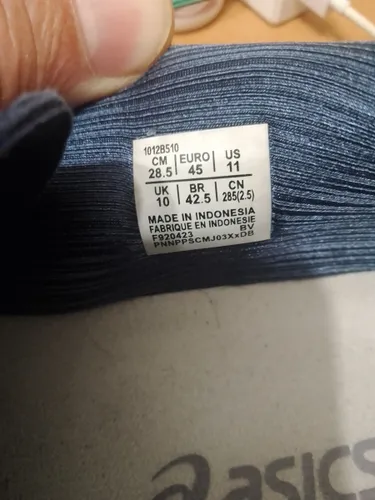 1012B510
CM EURO US
28.5 45 11
UK BR CN
10 42.5 285(2.5)
MADE IN INDONESIA
FABRIQUE EN INDONESIE
F920423 BV
PNNPPSCMJ03XxDB
asics